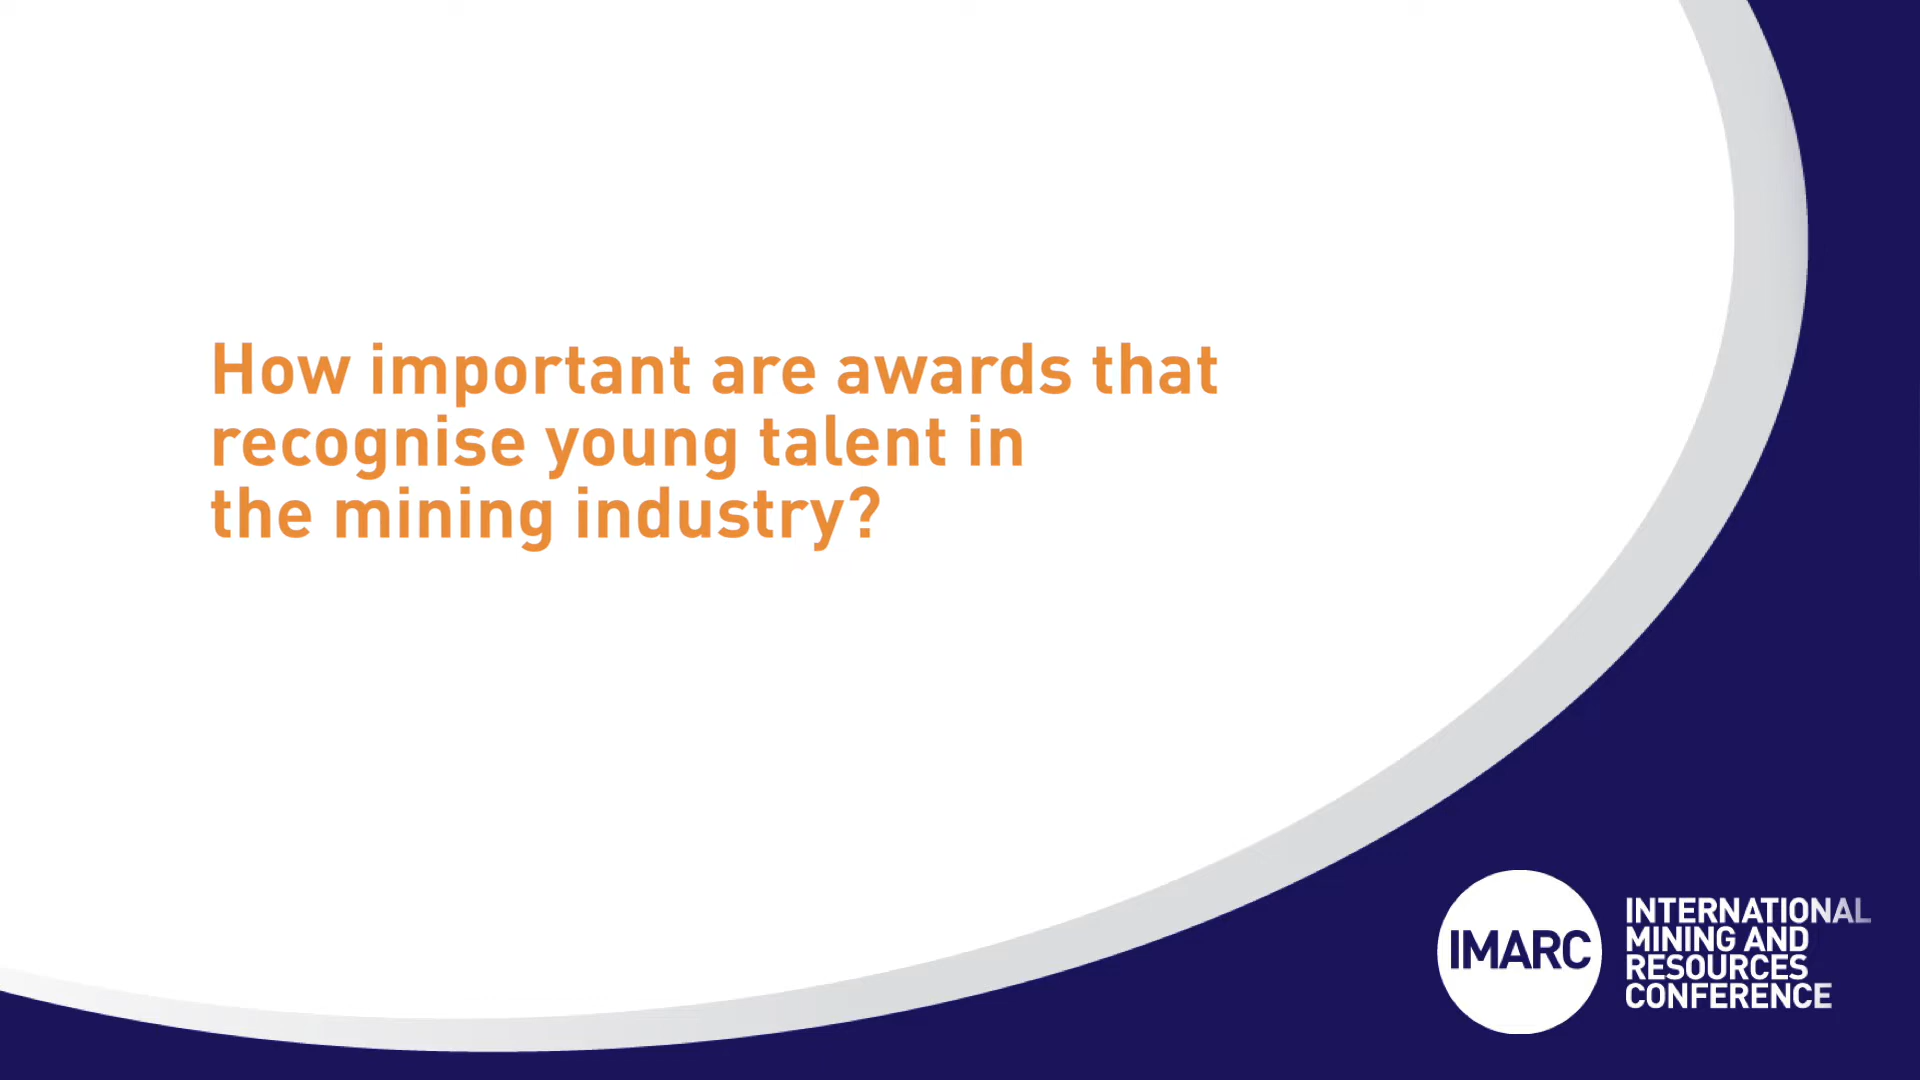 How important are awards that
recognise young talent in
the mining industry?
IMARC
INTERNATIONAL
MINING AND
RESOURCES
CONFERENCE